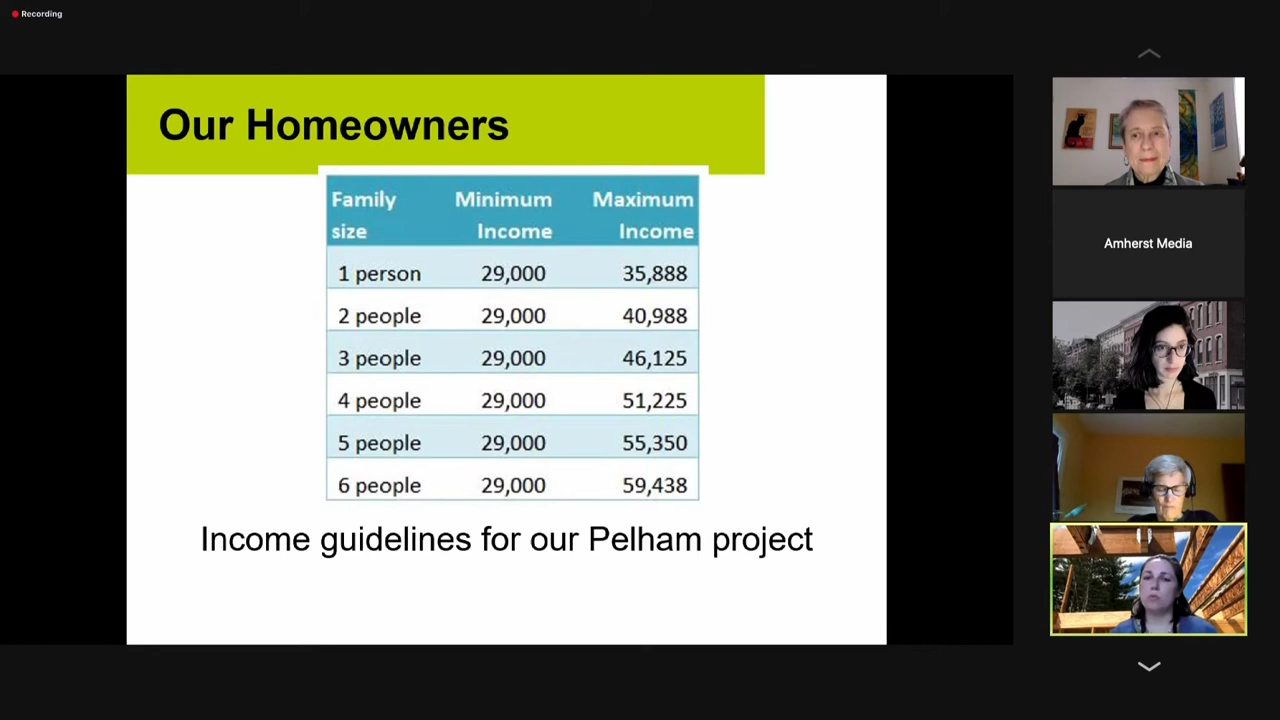 Recording
Our Homeowners
Family size Minimum Income Maximum Income
1 person 29,000 35,888
2 people 29,000 40,988
3 people 29,000 46,125
4 people 29,000 51,225
5 people 29,000 55,350
6 people 29,000 59,438
Income guidelines for our Pelham project
Amherst Media